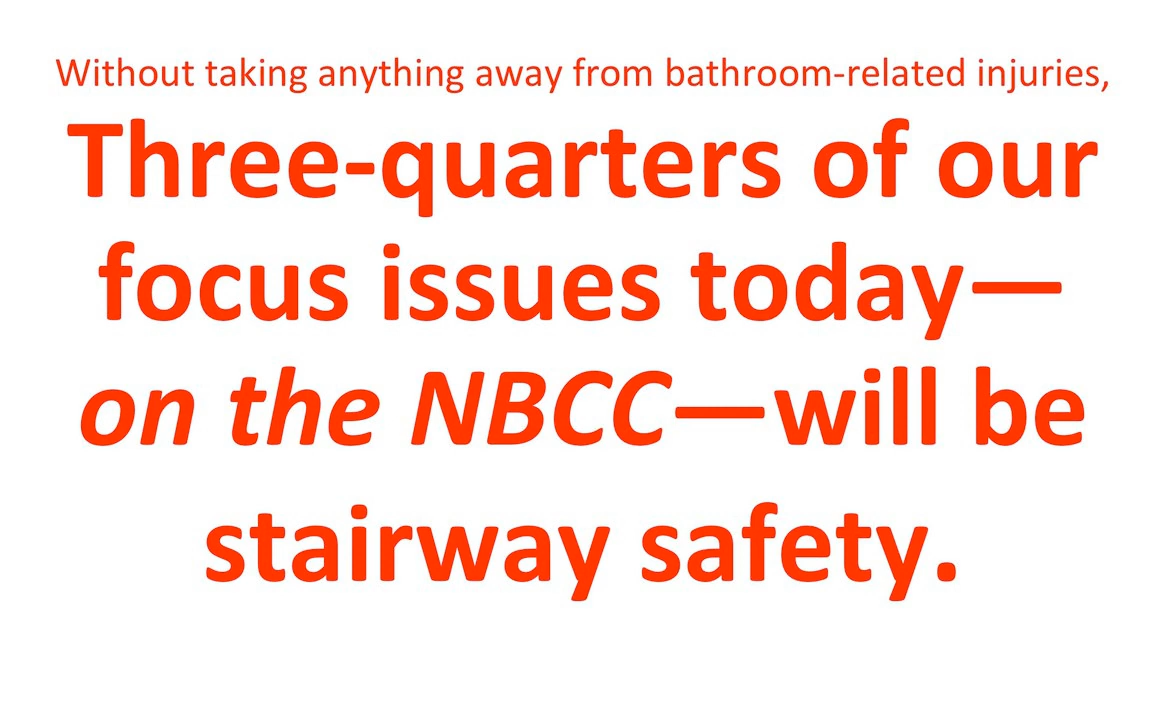 Without taking anything away from bathroom-related injuries,
Three-quarters of our
focus issues today—
on the NBCC—will be
stairway safety.